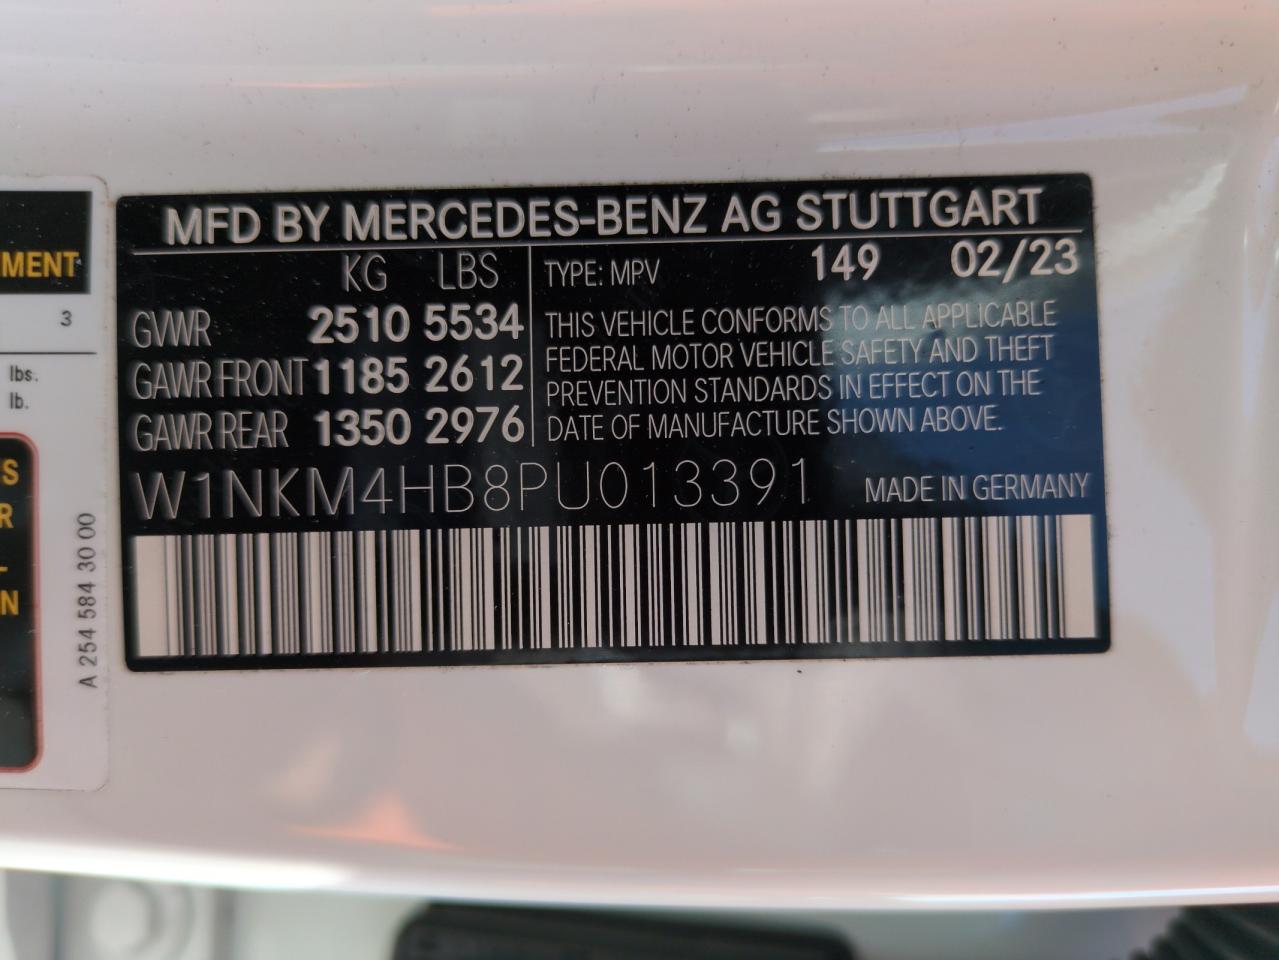 MFD BY MERCEDES-BENZ AG STUTTGART
KG LBS
GVWR 2510 5534
GAWR FRONT 1185 2612
GAWR REAR 1350 2976
TYPE: MPV 149 02/23
THIS VEHICLE CONFORMS TO ALL APPLICABLE
FEDERAL MOTOR VEHICLE SAFETY AND THEFT
PREVENTION STANDARDS IN EFFECT ON THE
DATE OF MANUFACTURE SHOWN ABOVE.
W1NKM4HB8PU013391 MADE IN GERMANY
MENT
3
lbs.
lb.
S
R
L
N
A 254 584 30 00